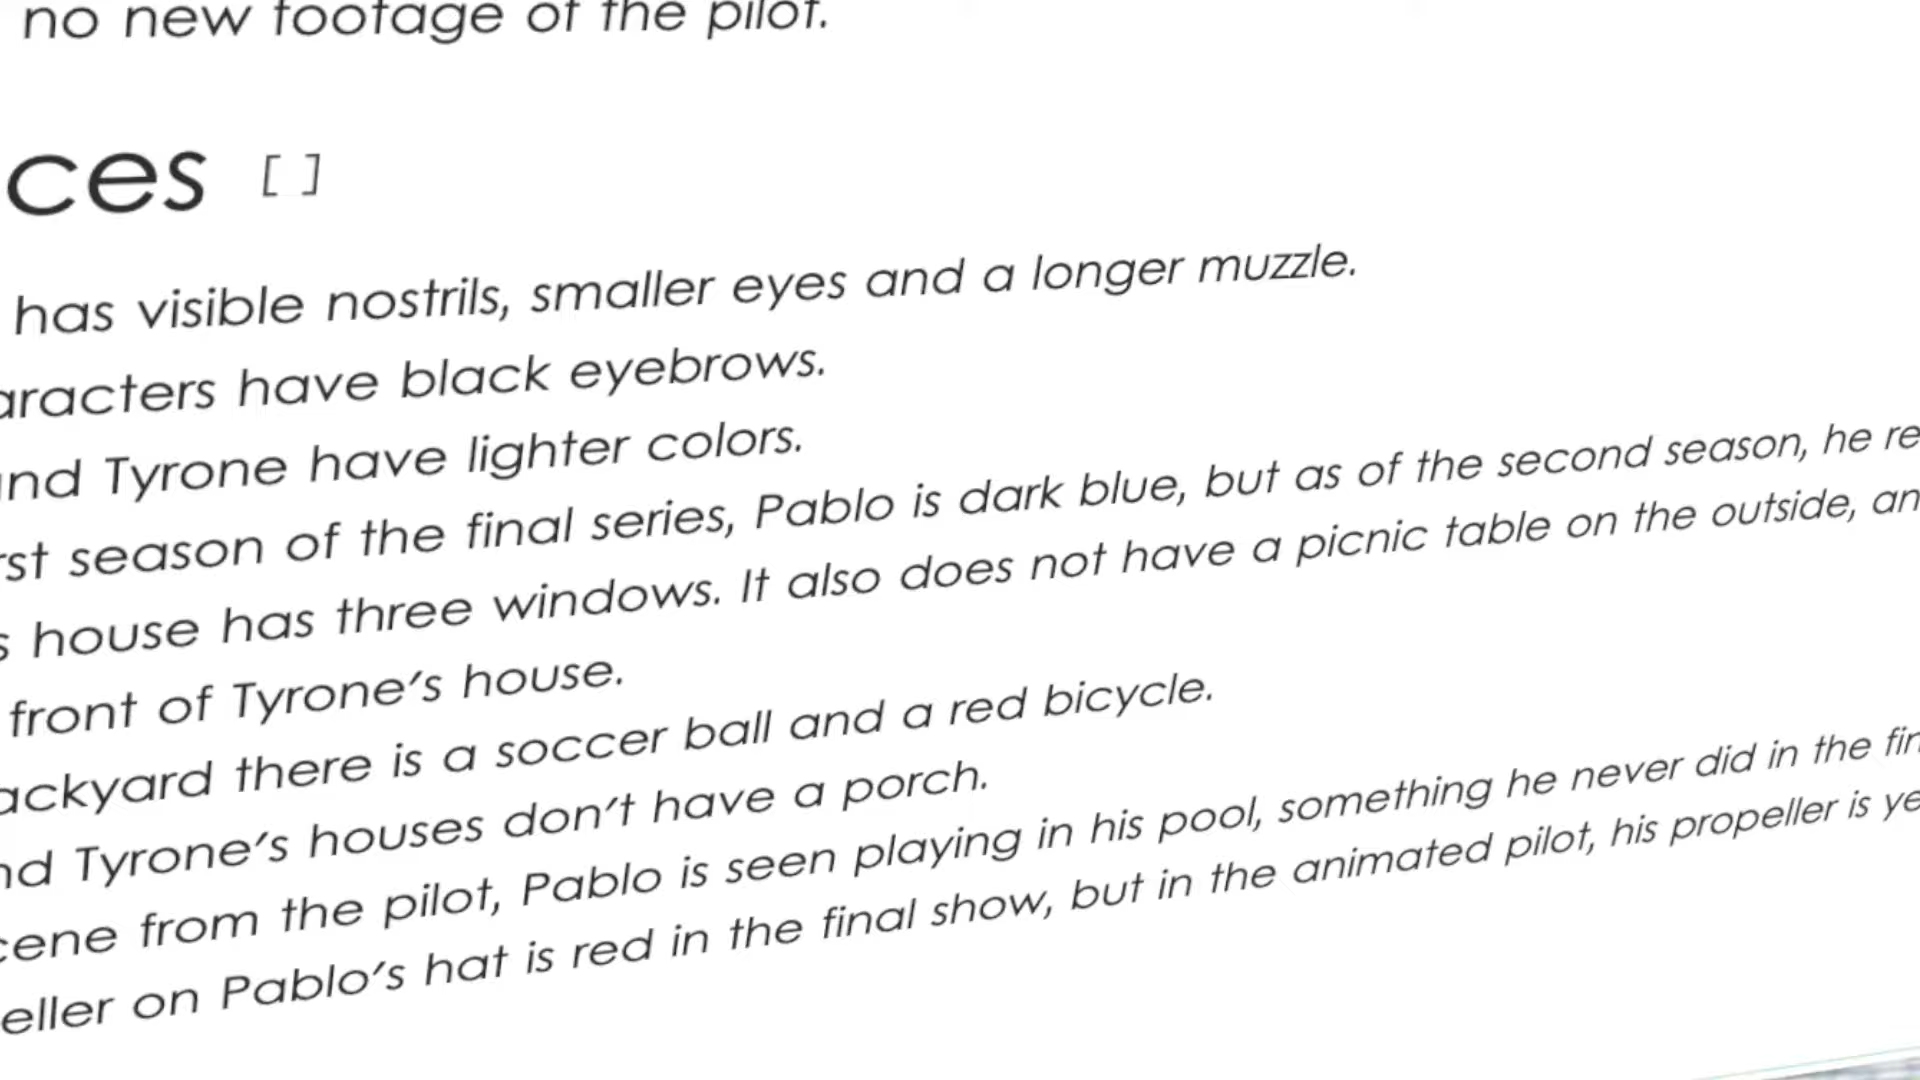 no new footage of the pilot.
ces [ ]
has visible nostrils, smaller eyes and a longer muzzle.
aracters have black eyebrows.
nd Tyrone have lighter colors.
rst season of the final series, Pablo is dark blue, but as of the second season, he re
s house has three windows. It also does not have a picnic table on the outside, an
front of Tyrone's house.
ackyard there is a soccer ball and a red bicycle.
nd Tyrone's houses don't have a porch.
cene from the pilot, Pablo is seen playing in his pool, something he never did in the fin
eller on Pablo's hat is red in the final show, but in the animated pilot, his propeller is ye